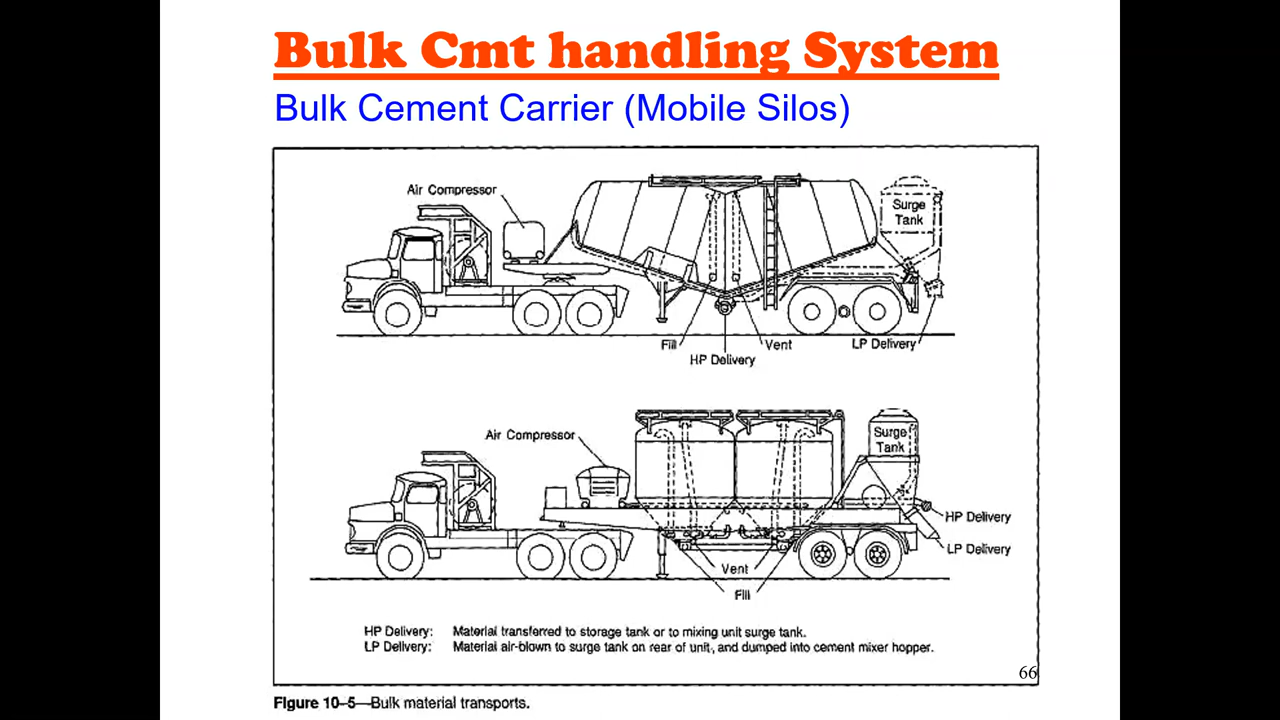 Bulk Cmt handling System
Bulk Cement Carrier (Mobile Silos)
Air Compressor
Surge
Tank
Fill
Vent
LP Delivery
HP Delivery
Air Compressor
Surge
Tank
HP Delivery
LP Delivery
Vent
Fill
HP Delivery: Material transferred to storage tank or to mixing unit surge tank.
LP Delivery: Material air-blown to surge tank on rear of unit, and dumped into cement mixer hopper.
66
Figure 10–5—Bulk material transports.